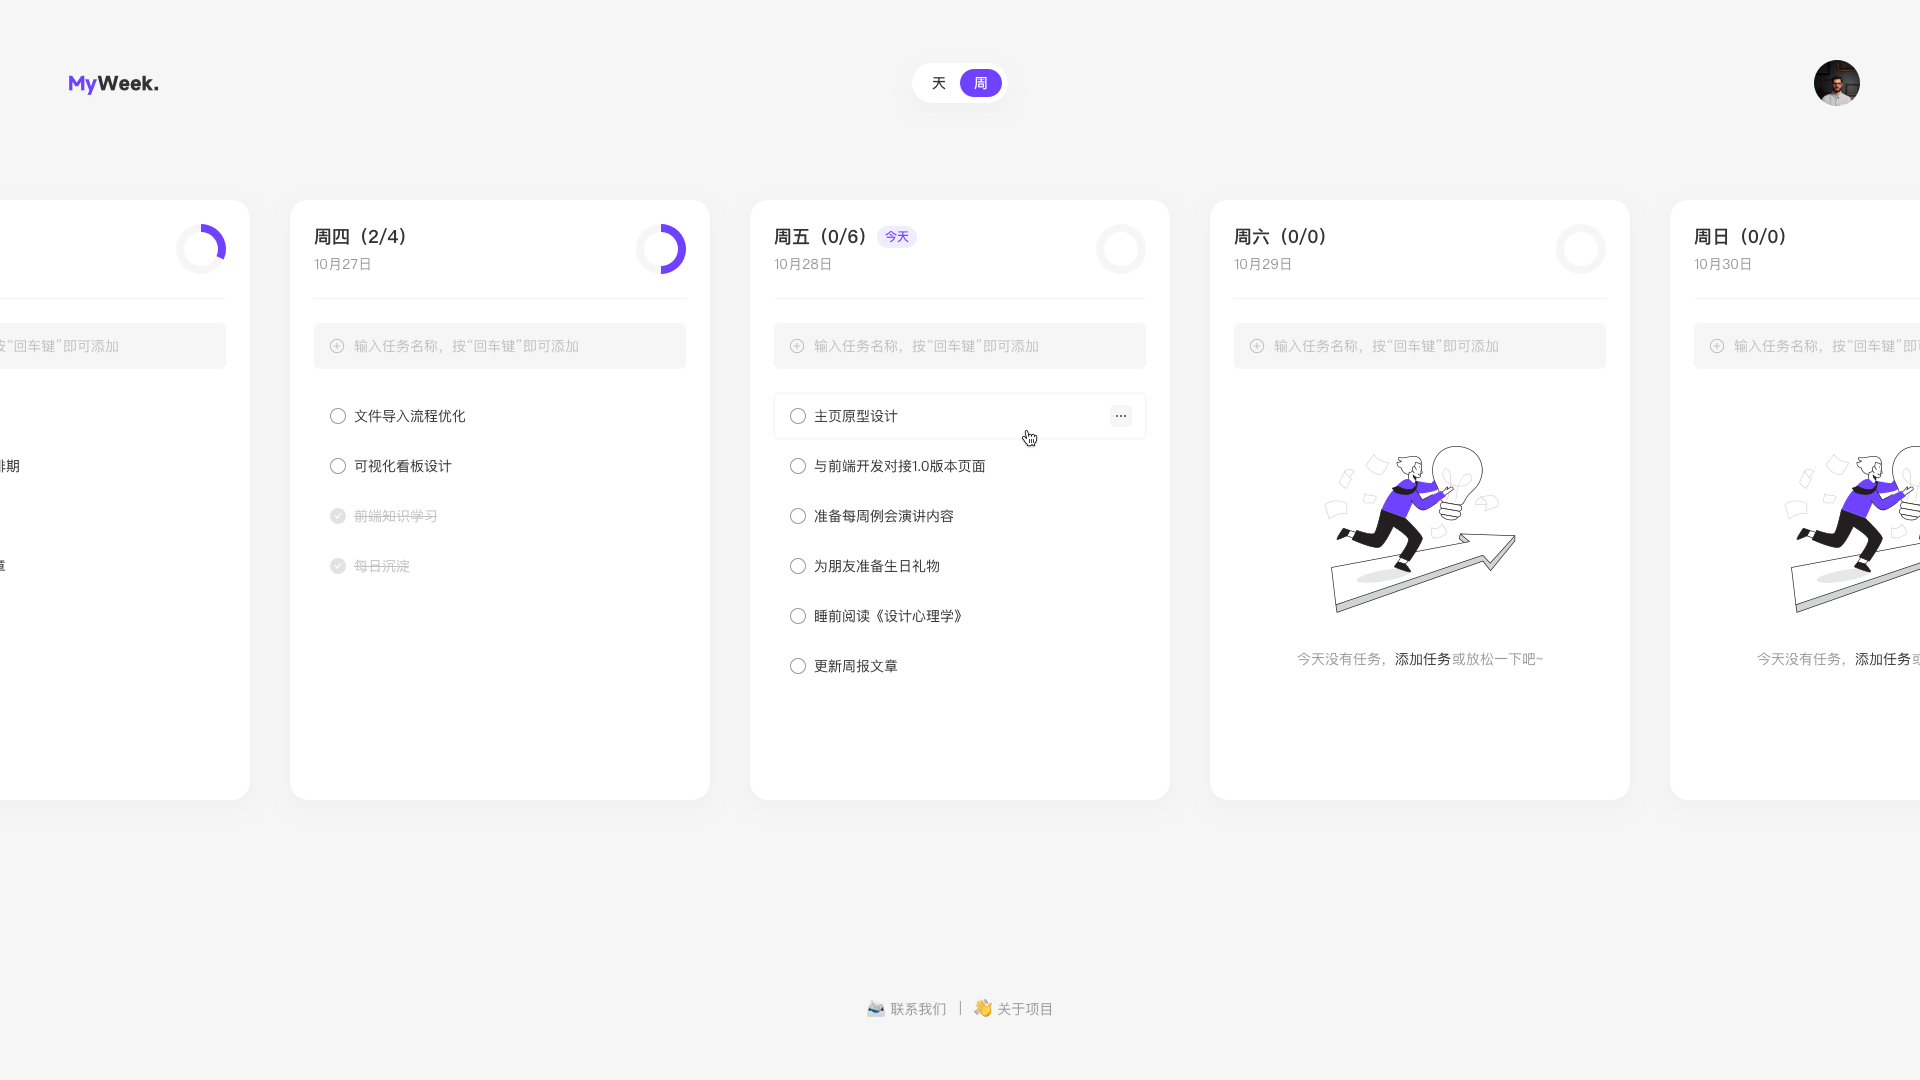 MyWeek.
天 周
按“回车键”即可添加
周四（2/4）
10月27日
输入任务名称，按“回车键”即可添加
文件导入流程优化
可视化看板设计
前端知识学习
每日沉淀
周五（0/6） 今天
10月28日
输入任务名称，按“回车键”即可添加
主页原型设计
与前端开发对接1.0版本页面
准备每周例会演讲内容
为朋友准备生日礼物
睡前阅读《设计心理学》
更新周报文章
周六（0/0）
10月29日
输入任务名称，按“回车键”即可添加
今天没有任务，添加任务或放松一下吧~
周日（0/0）
10月30日
输入任务名称，按“回车键”即
今天没有任务，添加任务
联系我们 | 关于项目